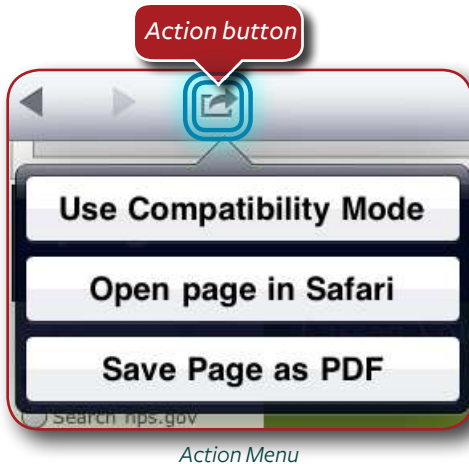 Action button
Use Compatibility Mode
Open page in Safari
Save Page as PDF
Search nps.gov
Action Menu